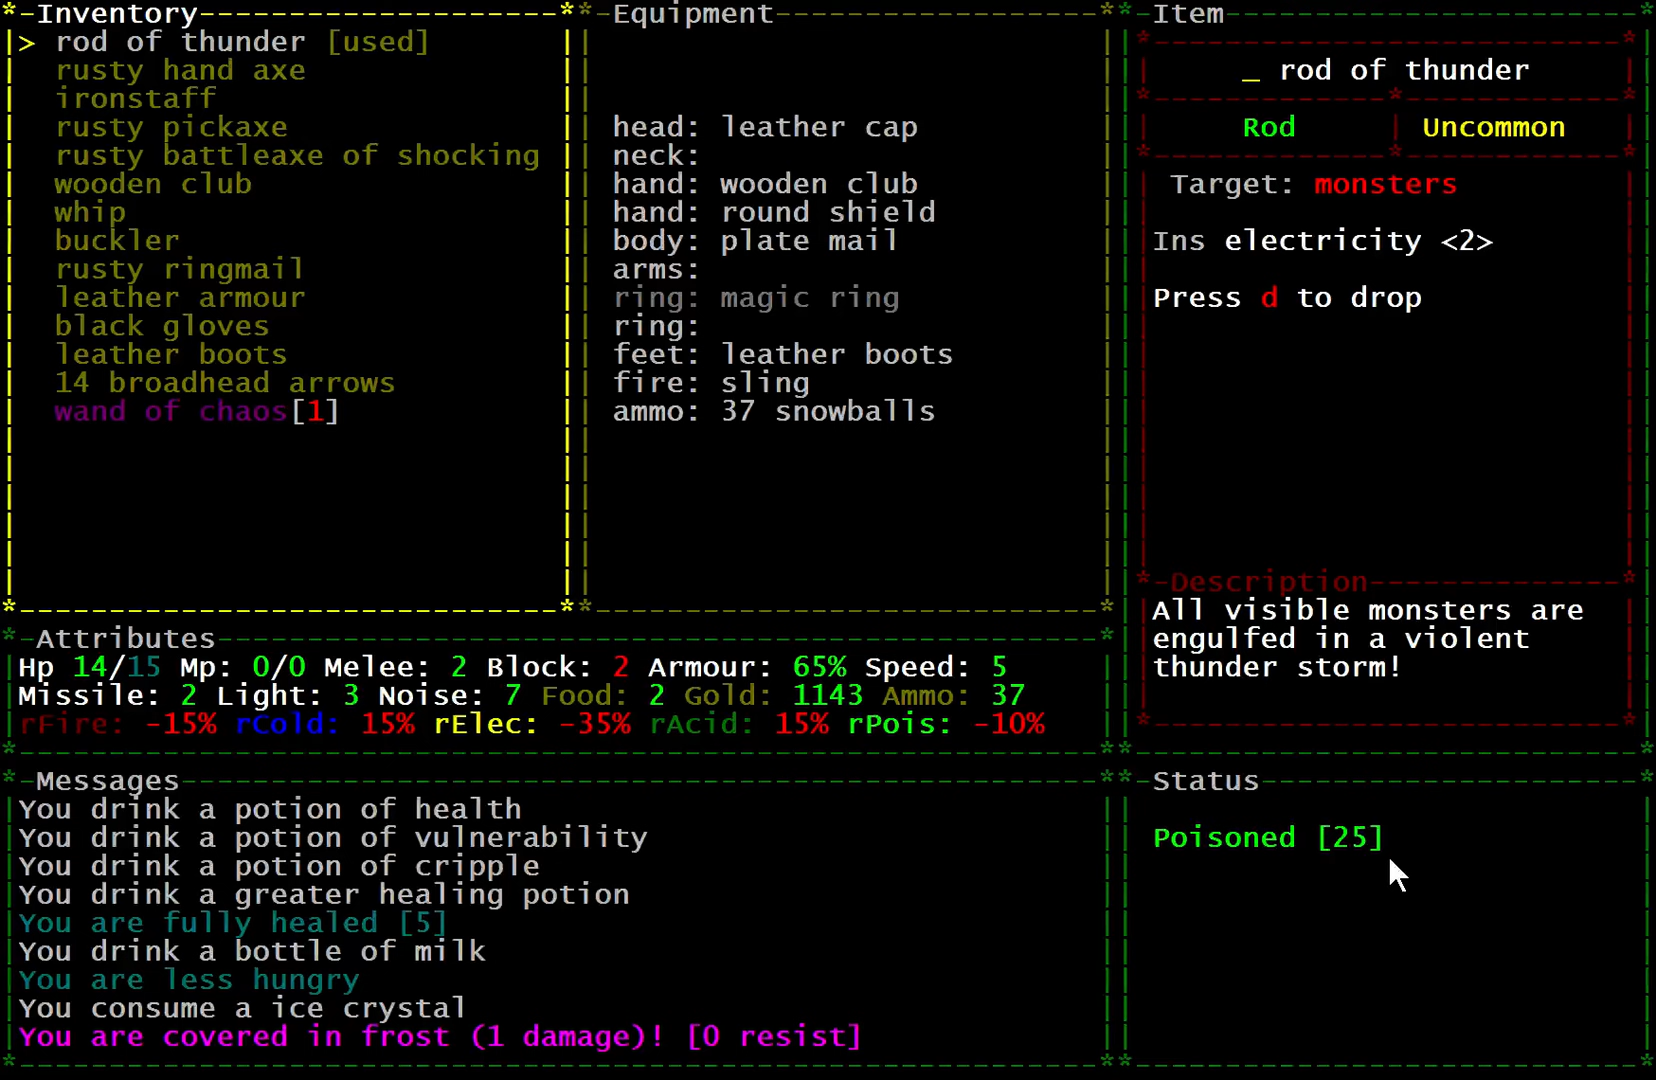 Inventory
> rod of thunder [used]
rusty hand axe
ironstaff
rusty pickaxe
rusty battleaxe of shocking
wooden club
whip
buckler
rusty ringmail
leather armour
black gloves
leather boots
14 broadhead arrows
wand of chaos[1]
Equipment
head: leather cap
neck:
hand: wooden club
hand: round shield
body: plate mail
arms:
ring: magic ring
ring:
feet: leather boots
fire: sling
ammo: 37 snowballs
Item
_ rod of thunder
Rod | Uncommon
Target: monsters
Ins electricity <2>
Press d to drop
Description
All visible monsters are
engulfed in a violent
thunder storm!
Attributes
Hp 14/15 Mp: 0/0 Melee: 2 Block: 2 Armour: 65% Speed: 5
Missile: 2 Light: 3 Noise: 7 Food: 2 Gold: 1143 Ammo: 37
rFire: -15% rCold: 15% rElec: -35% rAcid: 15% rPois: -10%
Messages
You drink a potion of health
You drink a potion of vulnerability
You drink a potion of cripple
You drink a greater healing potion
You are fully healed [5]
You drink a bottle of milk
You are less hungry
You consume a ice crystal
You are covered in frost (1 damage)! [0 resist]
Status
Poisoned [25]